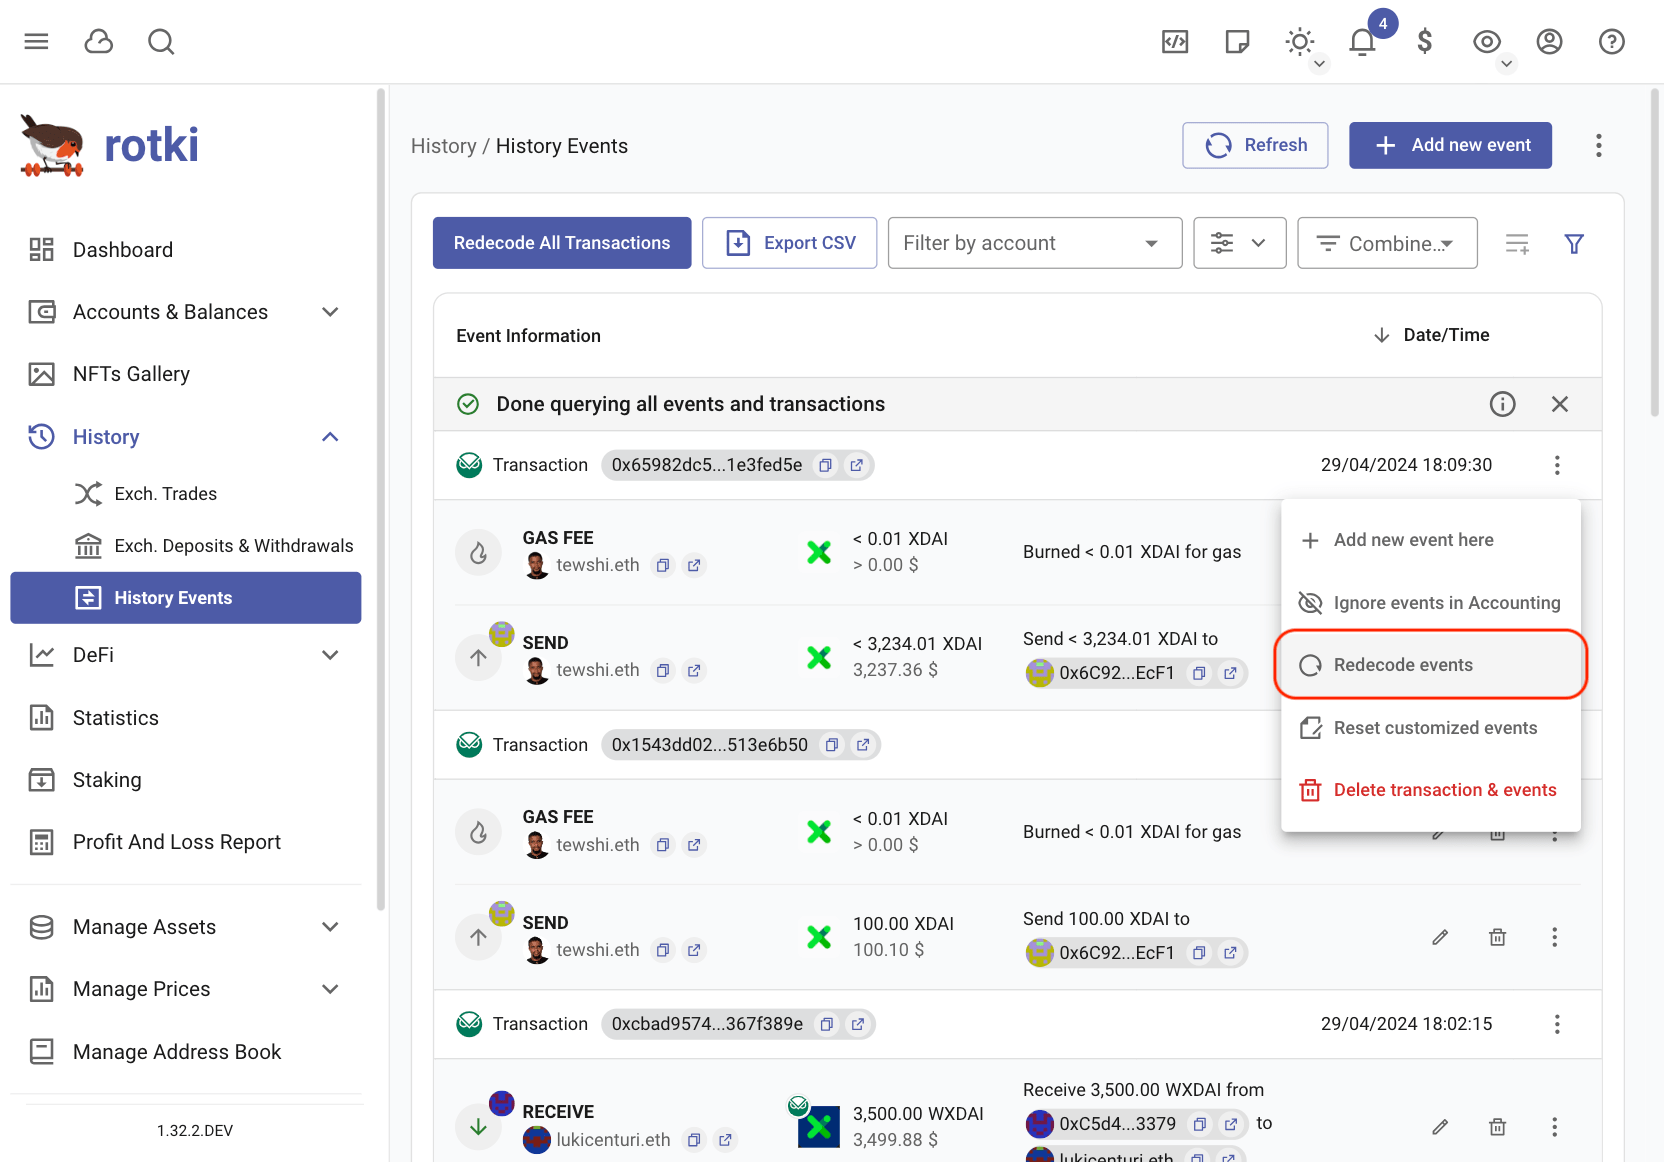 4
rotki
History / History Events
Refresh
Add new event
Redecode All Transactions
Export CSV
Filter by account
Combine...
Dashboard
Accounts & Balances
NFTs Gallery
History
Exch. Trades
Exch. Deposits & Withdrawals
History Events
DeFi
Statistics
Staking
Profit And Loss Report
Manage Assets
Manage Prices
Manage Address Book
1.32.2.DEV
Event Information
Date/Time
Done querying all events and transactions
Transaction 0x65982dc5...1e3fed5e 29/04/2024 18:09:30
GAS FEE
tewshi.eth
< 0.01 XDAI
> 0.00 $
Burned < 0.01 XDAI for gas
SEND
tewshi.eth
< 3,234.01 XDAI
3,237.36 $
Send < 3,234.01 XDAI to
0x6C92...EcF1
Add new event here
Ignore events in Accounting
Redecode events
Reset customized events
Delete transaction & events
Transaction 0x1543dd02...513e6b50
GAS FEE
tewshi.eth
< 0.01 XDAI
> 0.00 $
Burned < 0.01 XDAI for gas
SEND
tewshi.eth
100.00 XDAI
100.10 $
Send 100.00 XDAI to
0x6C92...EcF1
Transaction 0xcbad9574...367f389e 29/04/2024 18:02:15
RECEIVE
lukicenturi.eth
3,500.00 WXDAI
3,499.88 $
Receive 3,500.00 WXDAI from
0xC5d4...3379 to
lukicenturi.eth